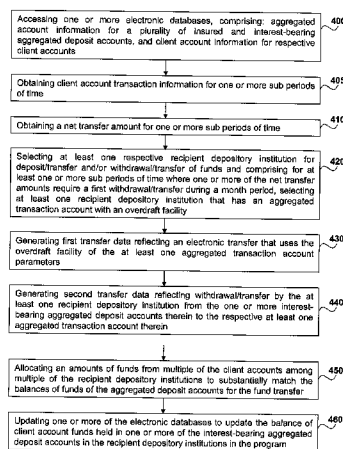 Accessing one or more electronic databases, comprising: aggregated
account information for a plurality of insured and interest-bearing
aggregated deposit accounts, and client account information for respective
client accounts
400
Obtaining client account transaction information for one or more sub periods
of time
405
Obtaining a net transfer amount for one or more sub periods of time
410
Selecting at least one respective recipient depository institution for
deposit/transfer and/or withdrawal/transfer of funds and comprising for at
least one or more sub periods of time where one or more of the net transfer
amounts require a first withdrawal/transfer during a month period, selecting
at least one recipient depository institution that has an aggregated
transaction account with an overdraft facility
420
Generating first transfer data reflecting an electronic transfer that uses the
overdraft facility of the at least one aggregated transaction account
parameters
430
Generating second transfer data reflecting withdrawal/transfer by the at
least one recipient depository institution from the one or more interest-
bearing aggregated deposit accounts therein to the respective at least one
aggregated transaction account therein
440
Allocating an amounts of funds from multiple of the client accounts among
multiple of the recipient depository institutions to substantially match the
balances of funds of the aggregated deposit accounts for the fund transfer
450
Updating one of the electronic databases to update the balance of
client account funds held in one or more of the interest-bearing aggregated
deposit accounts in the recipient depository institutions in the program
460